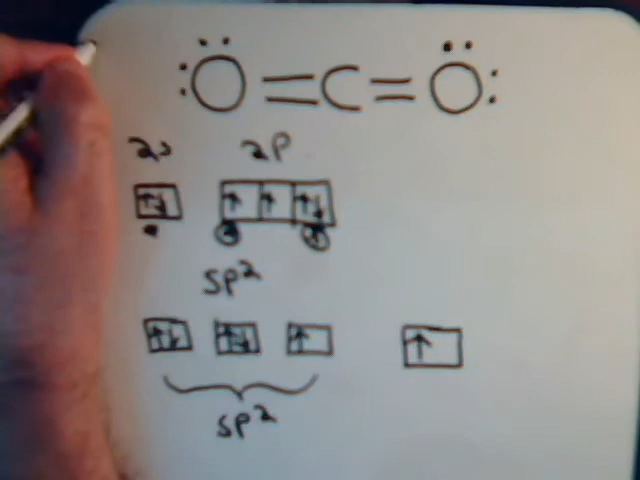 :Ö=C=Ö:
2s 2P
↑↓ ↑ ↑ ↑↓
sp²
↑↓ ↑↓ ↑ ↑
sp²